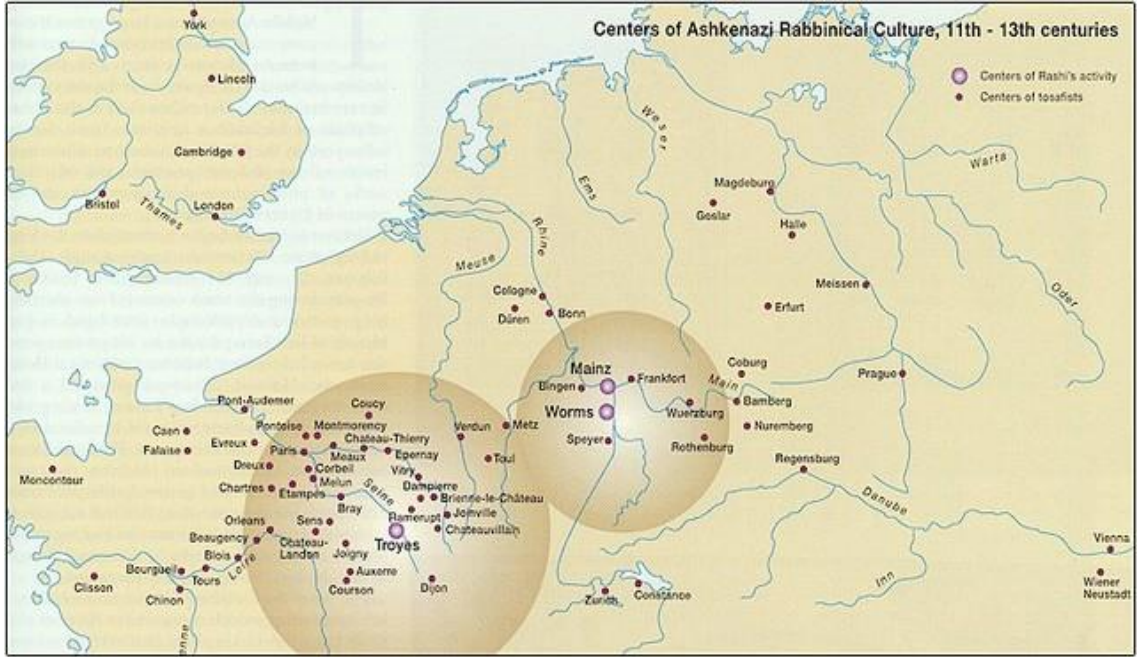 Centers of Ashkenazi Rabbinical Culture, 11th - 13th centuries
Centers of Rashi's activity
Centers of tosafists
York
Lincoln
Cambridge
Bristol
Thames
London
Weser
Ems
Rhine
Meuse
Warta
Oder
Magdeburg
Goslar
Halle
Meissen
Erfurt
Cologne
Düren
Bonn
Mainz
Bingen
Frankfort
Worms
Speyer
Main
Wuerzburg
Coburg
Bamberg
Nuremberg
Rothenburg
Prague
Regensburg
Danube
Inn
Vienna
Wiener
Neustadt
Zurich
Constance
Metz
Verdun
Toul
Pont-Audemer
Coucy
Caen
Falaise
Evreux
Pontoise
Montmorency
Chateau-Thierry
Paris
Meaux
Epernay
Dreux
Corbeil
Melun
Vitry
Dampierre
Chartres
Etampes
Seine
Brienne-le-Château
Moncontour
Bray
Ramerupt
Joinville
Chateauvillain
Orleans
Sens
Troyes
Beaugency
Chateau-
Landon
Joigny
Blois
Loire
Bourgueil
Tours
Auxerre
Courson
Dijon
Clisson
Chinon
enne